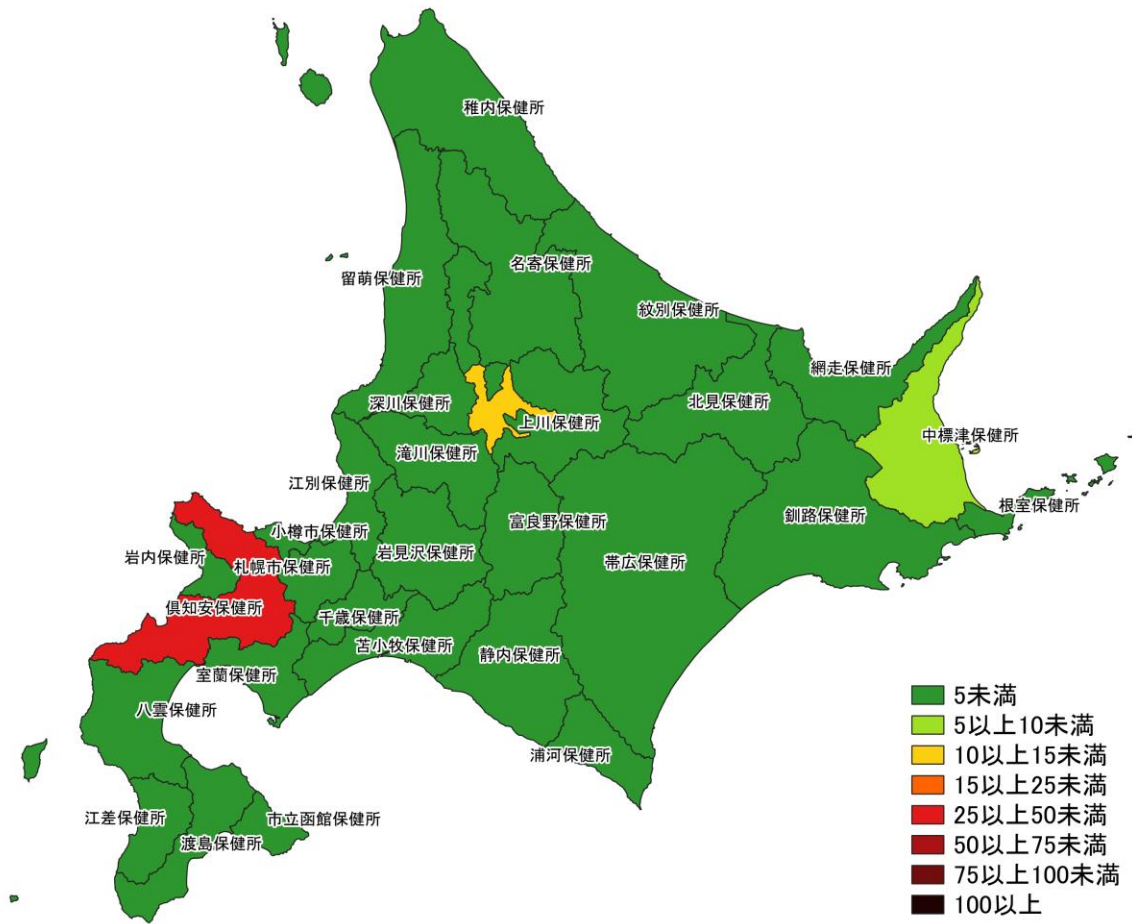 稚内保健所
名寄保健所
留萌保健所
紋別保健所
網走保健所
北見保健所
深川保健所
上川保健所
中標津保健所
滝川保健所
江別保健所
根室保健所
釧路保健所
富良野保健所
小樽市保健所
岩見沢保健所
岩内保健所
札幌市保健所
帯広保健所
倶知安保健所
千歳保健所
苫小牧保健所
静内保健所
室蘭保健所
八雲保健所
浦河保健所
江差保健所
市立函館保健所
渡島保健所
5未満
5以上10未満
10以上15未満
15以上25未満
25以上50未満
50以上75未満
75以上100未満
100以上